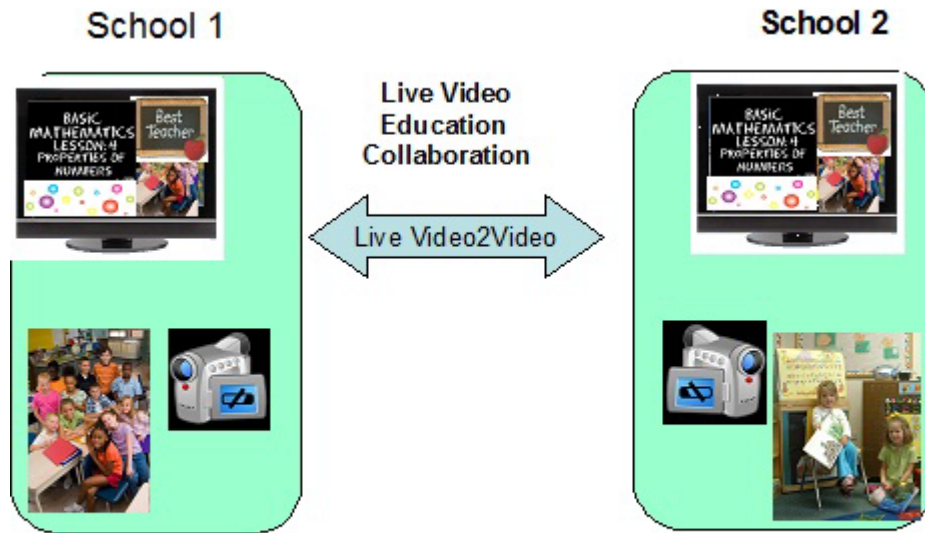 School 1
School 2
BASIC
MATHEMATICS
LESSON: 4
PROPERTIES OF
NUMBERS
Best
Teacher
Live Video
Education
Collaboration
BASIC
MATHEMATICS
LESSON: 4
PROPERTIES OF
NUMBERS
Best
Teacher
Live Video2Video